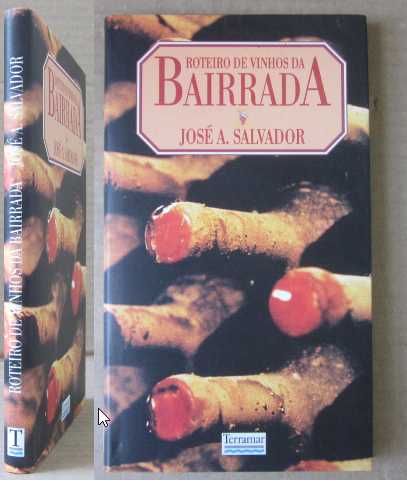 ROTEIRO DE VINHOS DA
BAIRRADA
JOSÉ A. SALVADOR
Terramar
ROTEIRO DE VINHOS DA BAIRRADA - JOSÉ A. SALVADOR
T
BAIRRADA